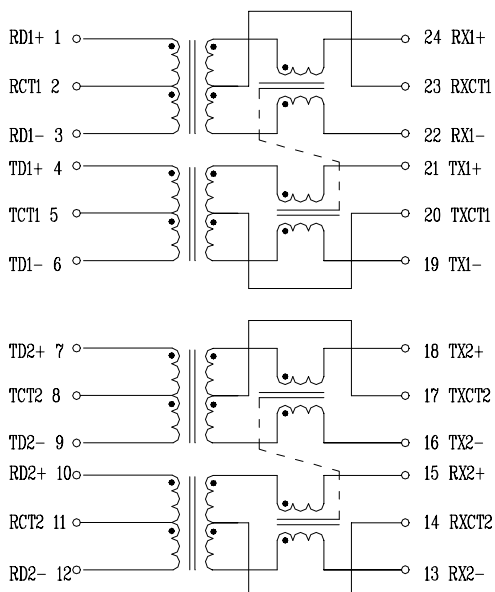 RD1+ 1 24 RX1+
RCT1 2 23 RXCT1
RD1- 3 22 RX1-
TD1+ 4 21 TX1+
TCT1 5 20 TXCT1
TD1- 6 19 TX1-
TD2+ 7 18 TX2+
TCT2 8 17 TXCT2
TD2- 9 16 TX2-
RD2+ 10 15 RX2+
RCT2 11 14 RXCT2
RD2- 12 13 RX2-